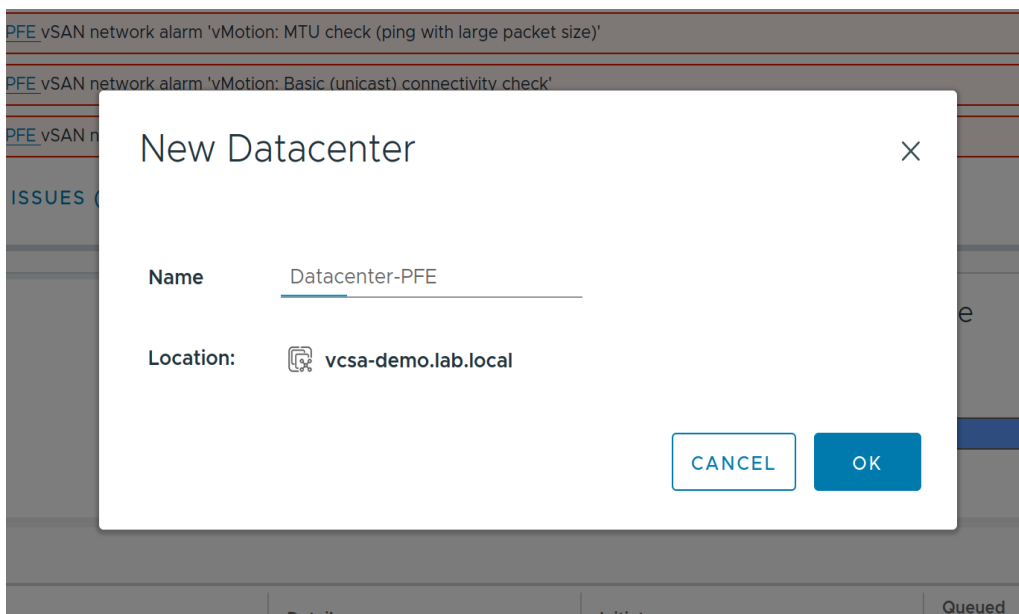 PFE vSAN network alarm 'vMotion: MTU check (ping with large packet size)'
PFE vSAN network alarm 'vMotion: Basic (unicast) connectivity check'
PFE vSAN n
New Datacenter
ISSUES (
Name Datacenter-PFE
e
Location: vcsa-demo.lab.local
CANCEL OK
Queued